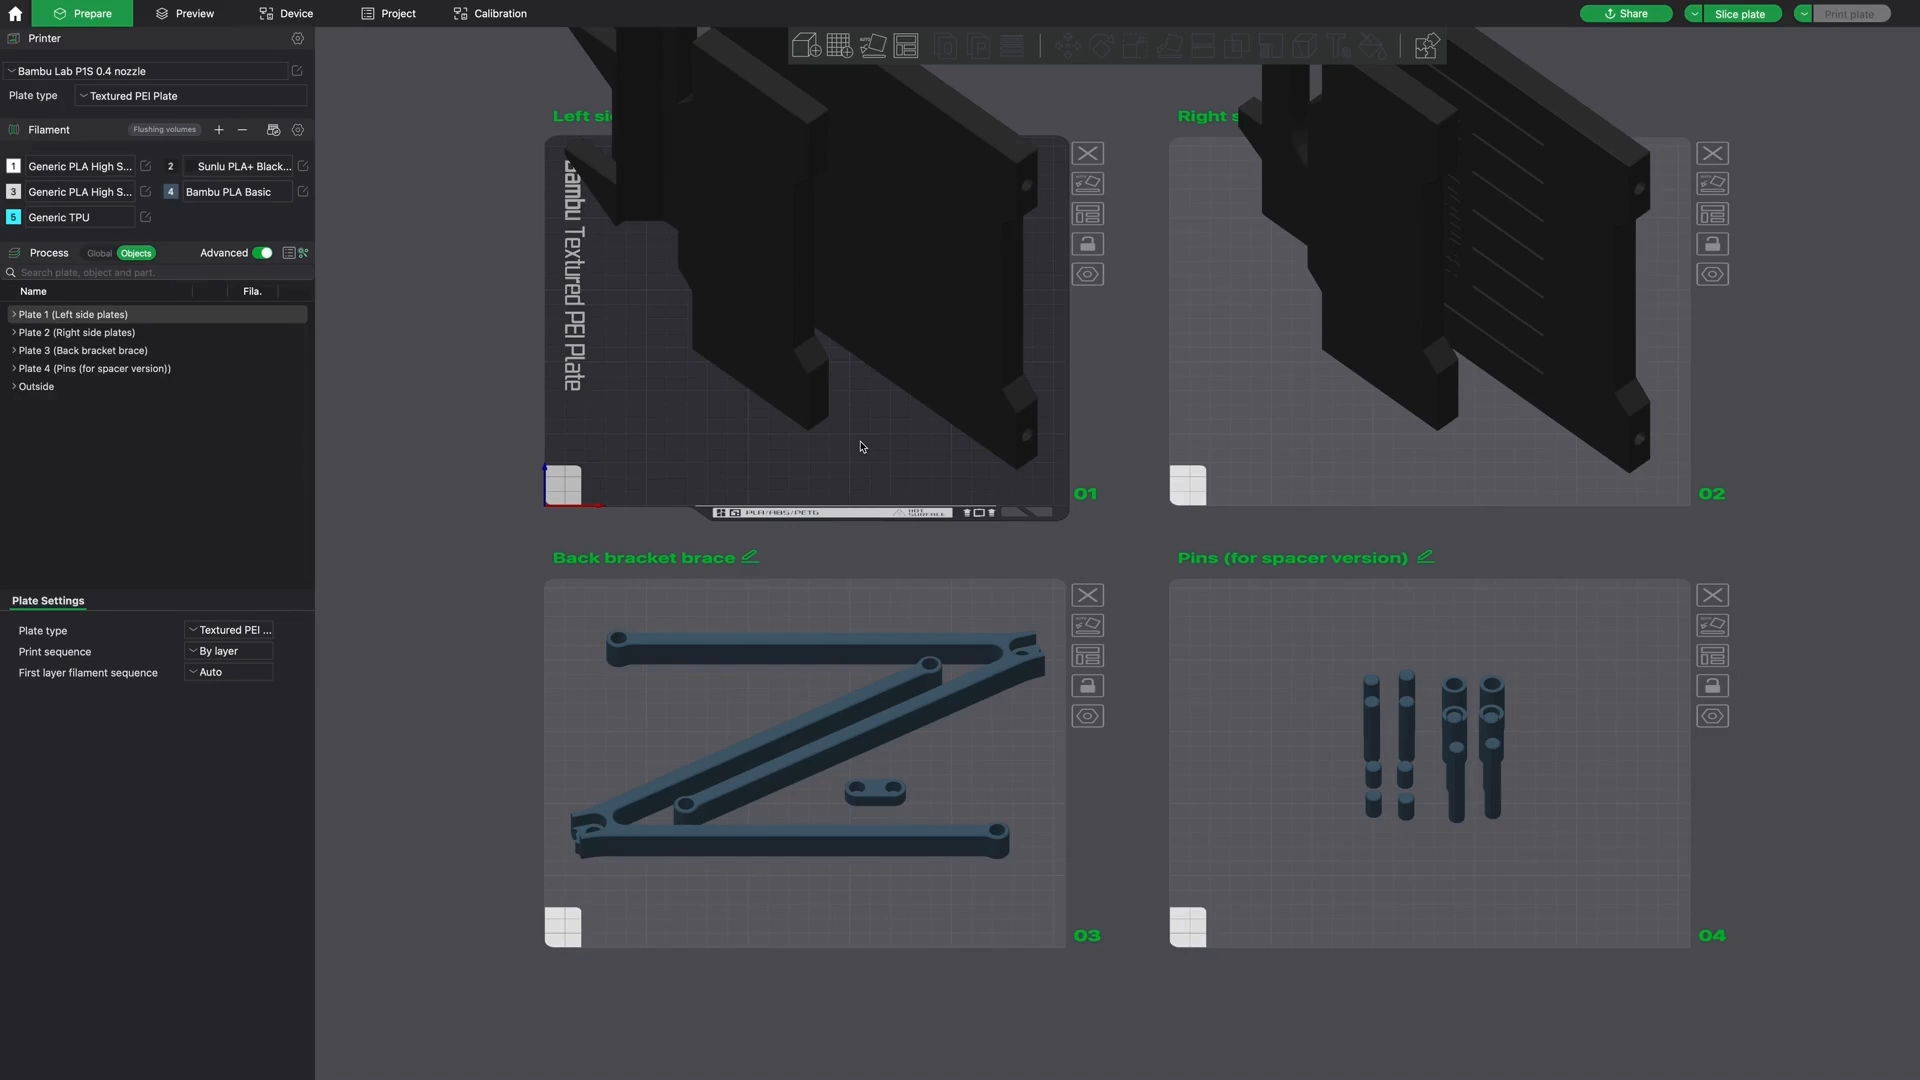 Prepare
Preview
Device
Project
Calibration
Share
Slice plate
Print plate
Printer
Bambu Lab P1S 0.4 nozzle
Plate type
Textured PEI Plate
Filament
Flushing volumes
1
Generic PLA High S...
2
Sunlu PLA+ Black...
3
Generic PLA High S...
4
Bambu PLA Basic
5
Generic TPU
Process
Global
Objects
Advanced
Search plate, object and part.
Name
Fila.
Plate 1 (Left side plates)
Plate 2 (Right side plates)
Plate 3 (Back bracket brace)
Plate 4 (Pins (for spacer version))
Outside
Plate Settings
Plate type
Textured PEI ...
Print sequence
By layer
First layer filament sequence
Auto
Left si
Bambu Textured PEI Plate
PLA/ABS/PETG
HOT
SURFACE
01
Right s
02
Back bracket brace
03
Pins (for spacer version)
04